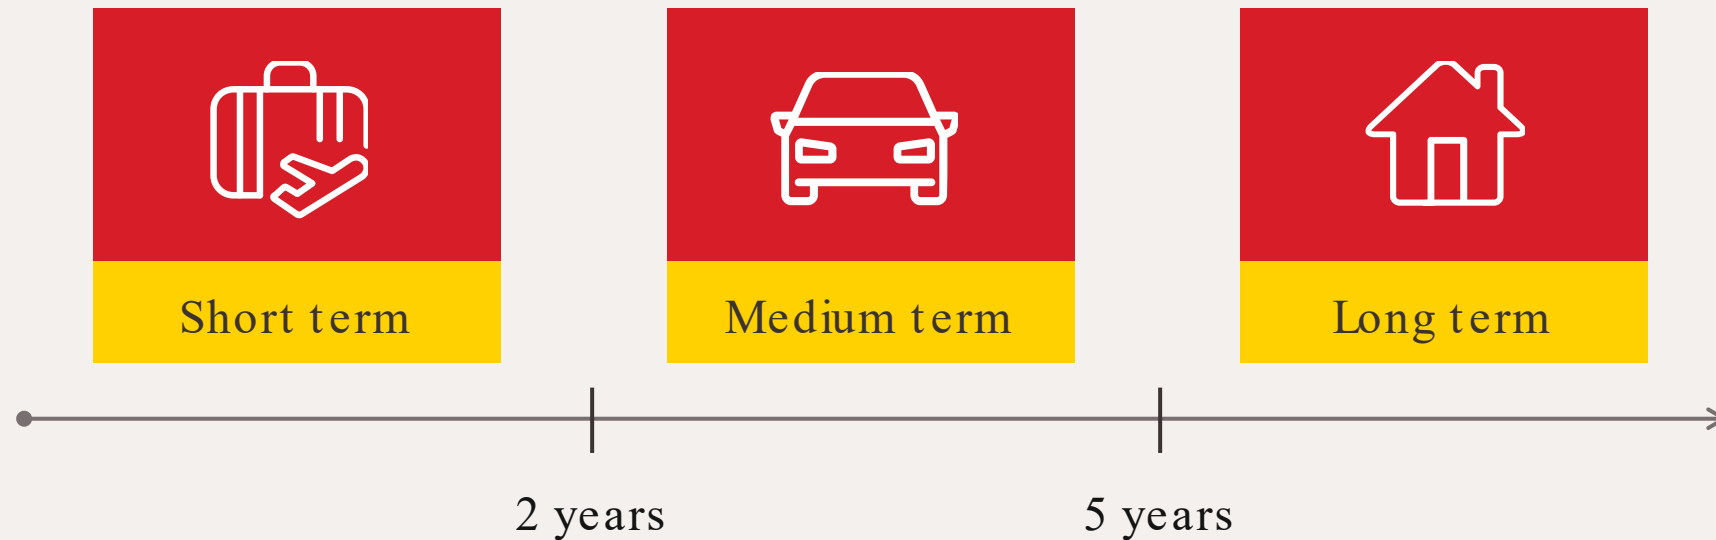 Short term
Medium term
Long term
2 years
5 years